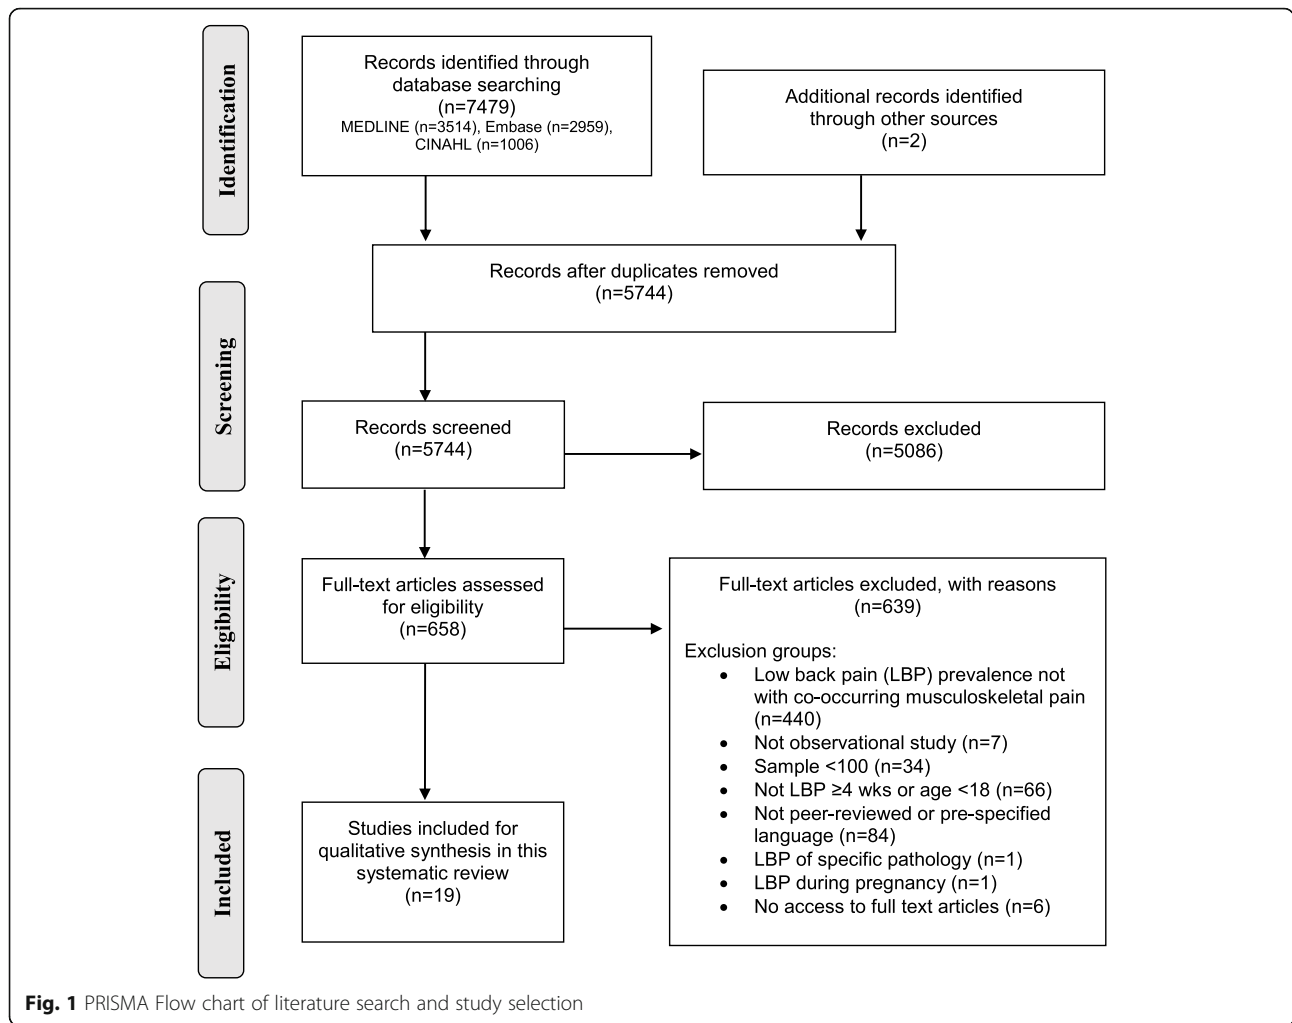 Identification
Records identified through
database searching
(n=7479)
MEDLINE (n=3514), Embase (n=2959),
CINAHL (n=1006)
Additional records identified
through other sources
(n=2)
Records after duplicates removed
(n=5744)
Screening
Records screened
(n=5744)
Records excluded
(n=5086)
Eligibility
Full-text articles assessed
for eligibility
(n=658)
Full-text articles excluded, with reasons
(n=639)
Exclusion groups:
• Low back pain (LBP) prevalence not
with co-occurring musculoskeletal pain
(n=440)
• Not observational study (n=7)
• Sample <100 (n=34)
• Not LBP ≥4 wks or age <18 (n=66)
• Not peer-reviewed or pre-specified
language (n=84)
• LBP of specific pathology (n=1)
• LBP during pregnancy (n=1)
• No access to full text articles (n=6)
Included
Studies included for
qualitative synthesis in this
systematic review
(n=19)
Fig. 1 PRISMA Flow chart of literature search and study selection